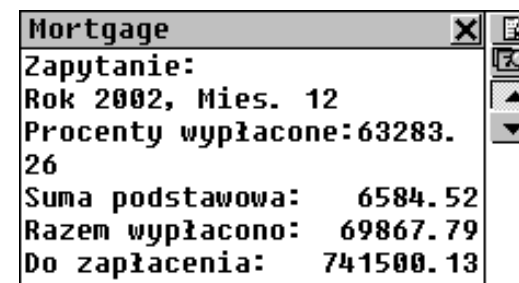 Mortgage
Zapytanie:
Rok 2002, Mies. 12
Procenty wypłacone:63283.
26
Suma podstawowa: 6584.52
Razem wypłacono: 69867.79
Do zapłacenia: 741500.13